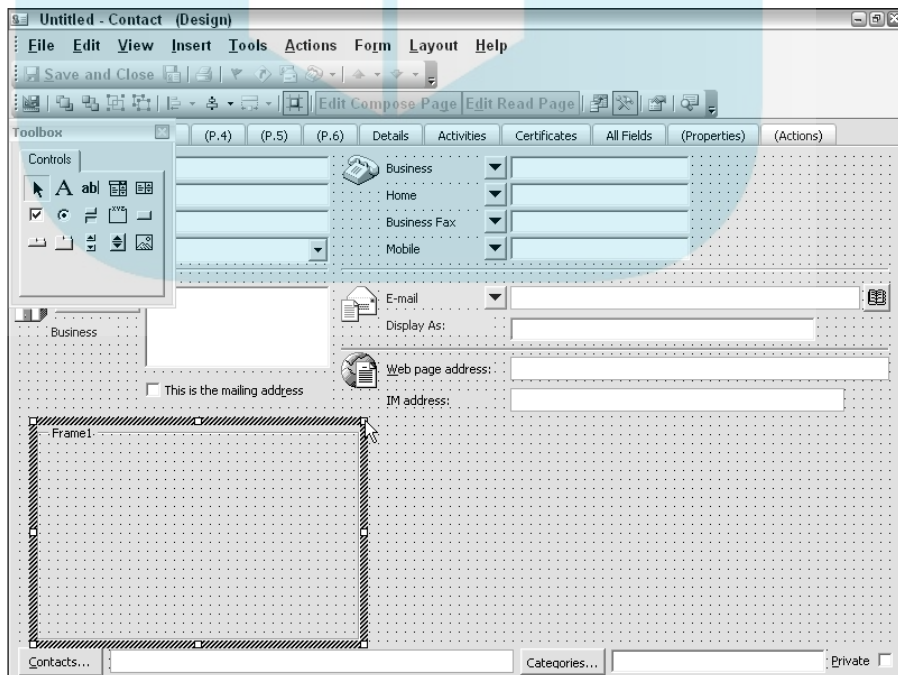 Untitled - Contact (Design)
File Edit View Insert Tools Actions Form Layout Help
Save and Close
Edit Compose Page Edit Read Page
Toolbox
(P.4) (P.5) (P.6) Details Activities Certificates All Fields (Properties) (Actions)
Controls
A ab|
XYZ
Business
Home
Business Fax
Mobile
E-mail
Business
Display As:
Web page address:
This is the mailing address
IM address:
Frame1
Contacts... Categories... Private